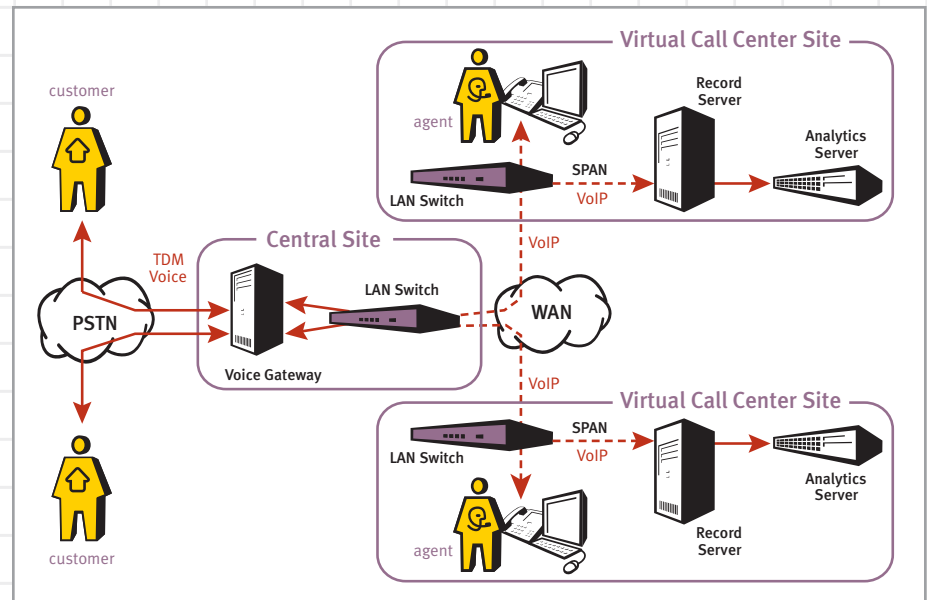 Virtual Call Center Site
customer
agent
Record
Server
Analytics
Server
SPAN
LAN Switch
VoIP
VoIP
Central Site
TDM
Voice
LAN Switch
PSTN
WAN
Voice Gateway
VoIP
Virtual Call Center Site
SPAN
LAN Switch
VoIP
Analytics
Server
agent
Record
Server
customer